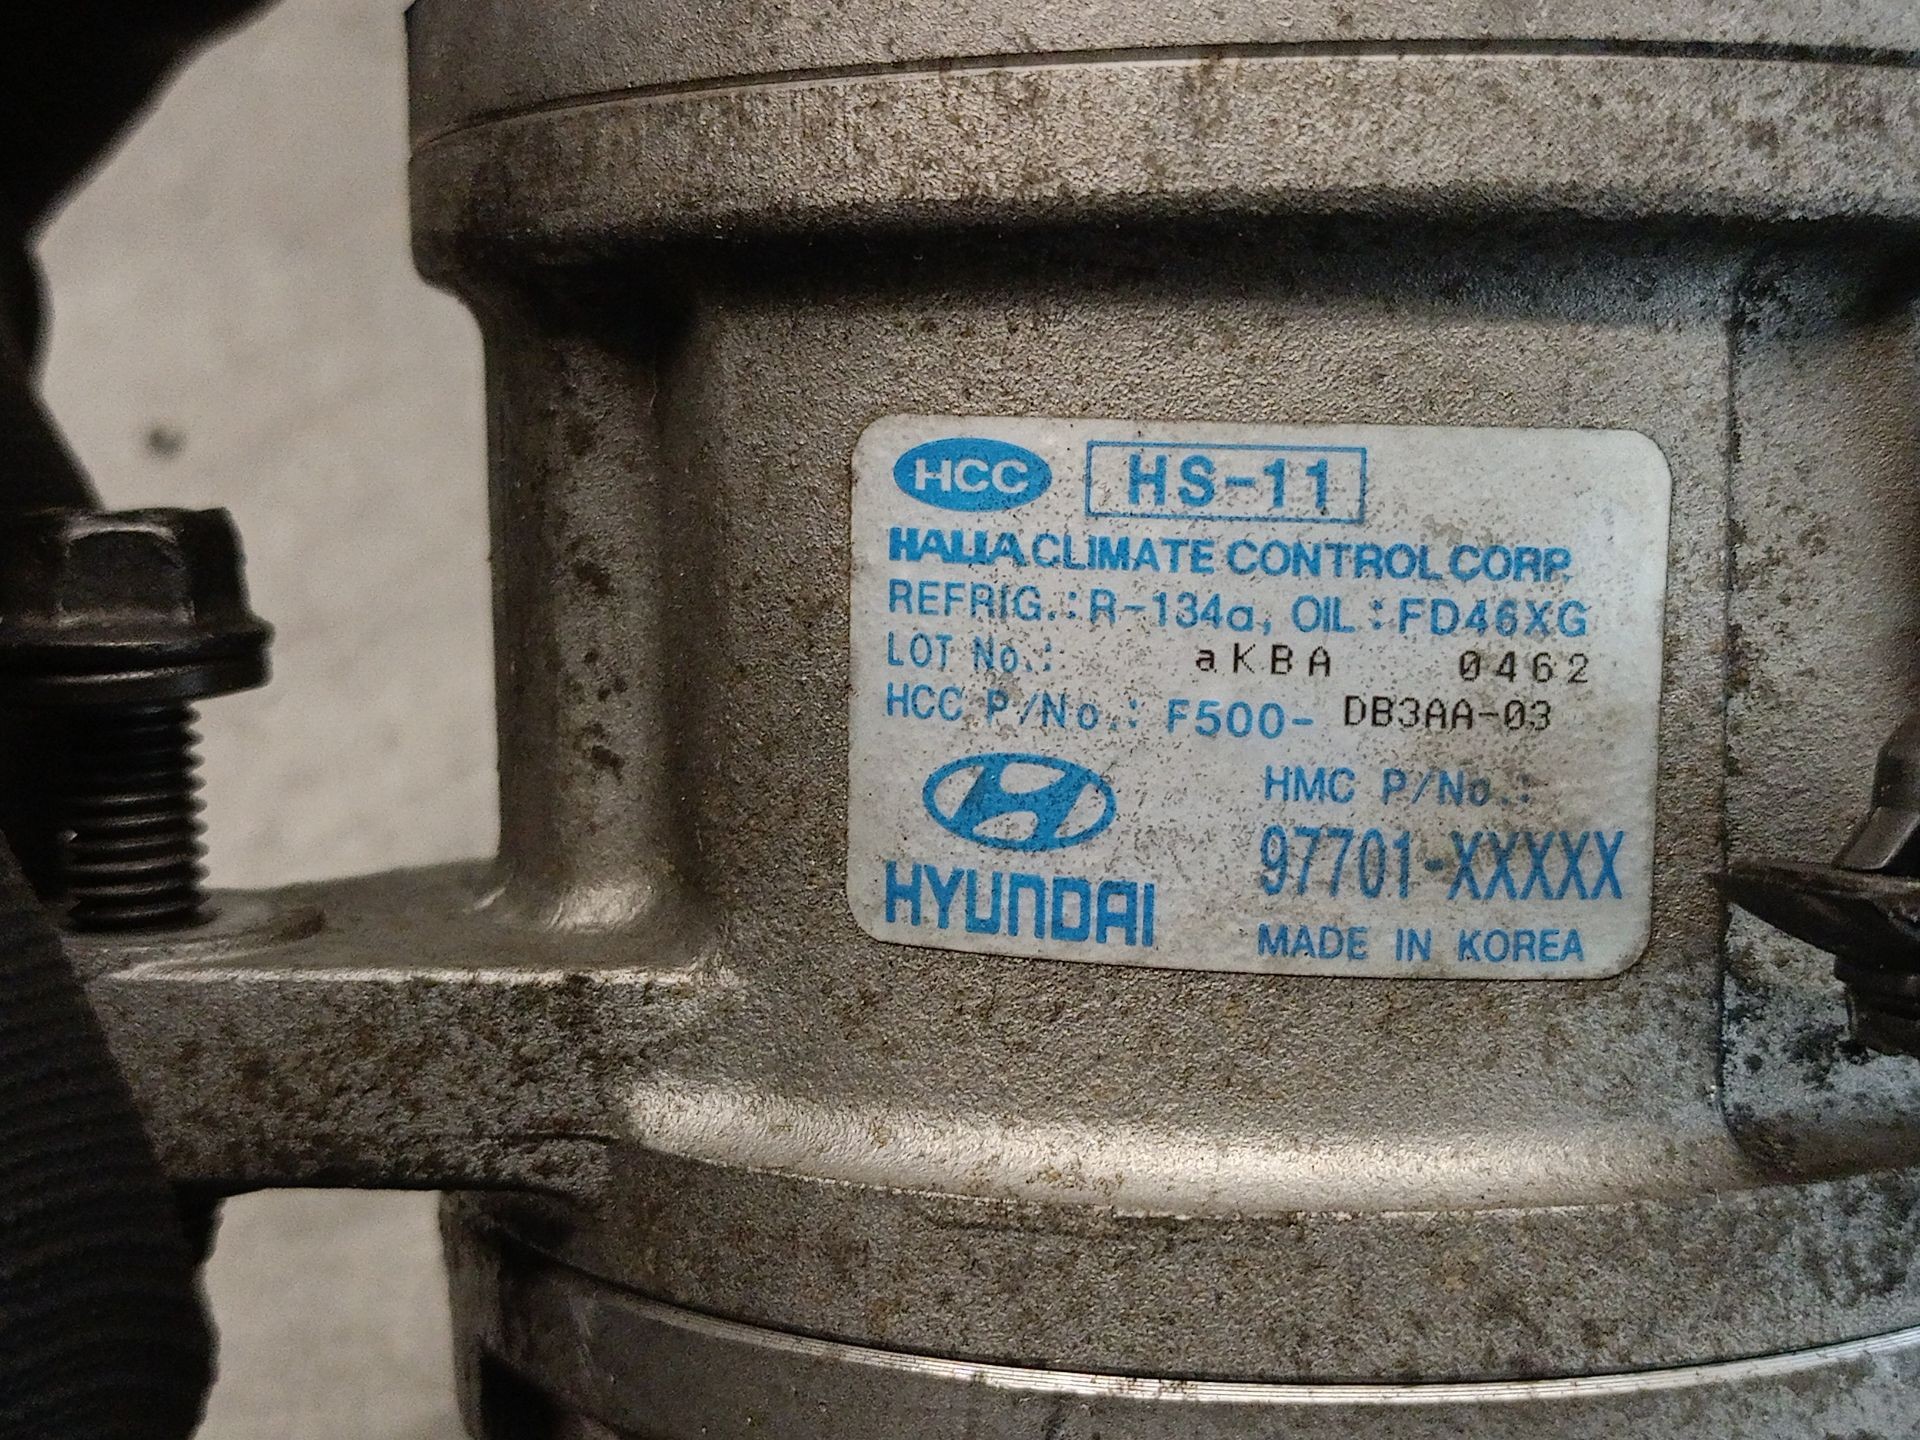 HCC HS-11
HALLA CLIMATE CONTROL CORP.
REFRIG.: R-134a, OIL: FD46XG
LOT No.: aKBA 0462
HCC P/No.: F500- DB3AA-03
HMC P/No.:
97701-XXXXX
HYUNDAI
MADE IN KOREA